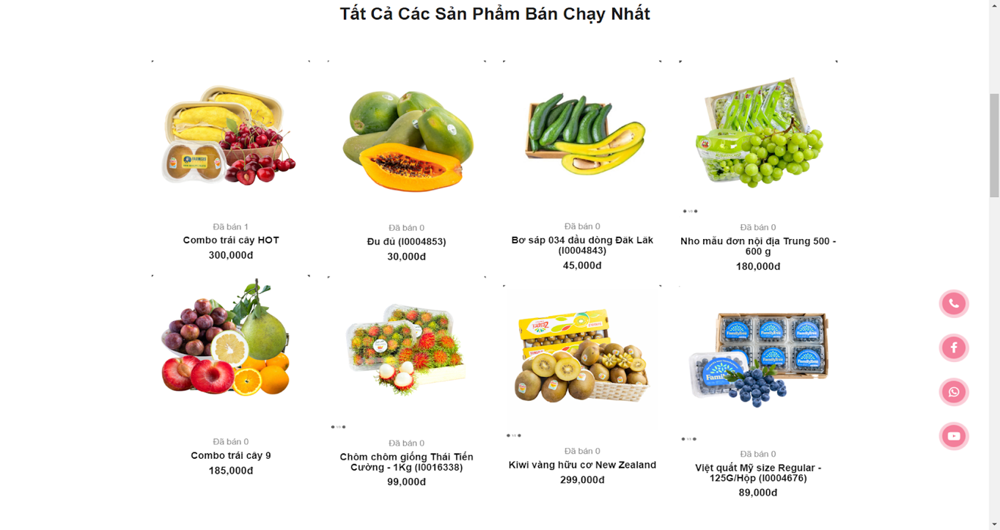 Tất Cả Các Sản Phẩm Bán Chạy Nhất
Đã bán 1
Combo trái cây HOT
300,000đ
Đã bán 0
Đu đủ (I0004853)
30,000đ
Đã bán 0
Bơ sáp 034 đầu dòng Đăk Lăk
(I0004843)
45,000đ
Đã bán 0
Nho mẫu đơn nội địa Trung 500 -
600 g
180,000đ
Đã bán 0
Combo trái cây 9
185,000đ
Đã bán 0
Chôm chôm giống Thái Tiến
Cường - 1Kg (I0016338)
99,000đ
Đã bán 0
Kiwi vàng hữu cơ New Zealand
299,000đ
FamilyTree
FamilyTree
FamilyTree
Đã bán 0
Việt quất Mỹ size Regular -
125G/Hộp (I0004676)
89,000đ